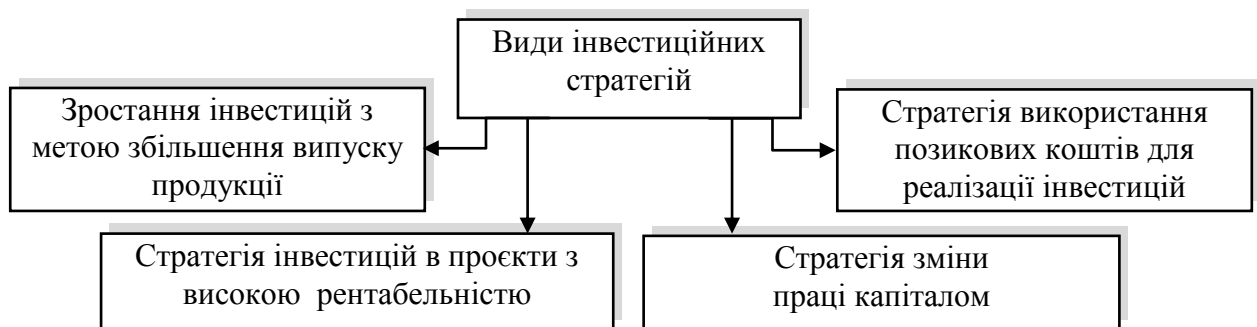 Види інвестиційних
стратегій
Зростання інвестицій з
метою збільшення випуску
продукції
Стратегія використання
позикових коштів для
реалізації інвестицій
Стратегія інвестицій в проєкти з
високою рентабельністю
Стратегія зміни
праці капіталом